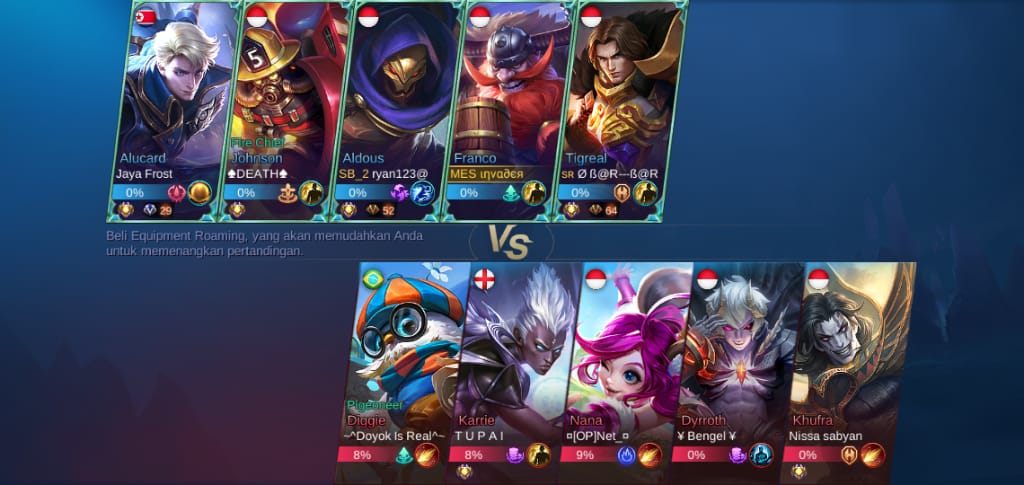 5
Fire Chief
Alucard
Johnson
Aldous
Franco
Tigreal
Jaya Frost
♠DEATH♠
SB_2 ryan123@
MES ιηνα∂єя
SR Ø ß@R---ß@R
0%
0%
0%
0%
0%
29
52
64
Beli Equipment Roaming, yang akan memudahkan Anda
untuk memenangkan pertandingan.
VS
Pigeoneer
Diggie
Karrie
Nana
Dyrroth
Khufra
~^Doyok Is Real^~
T U P A I
¤[OP]Net_¤
¥ Bengel ¥
Nissa sabyan
8%
8%
9%
0%
0%